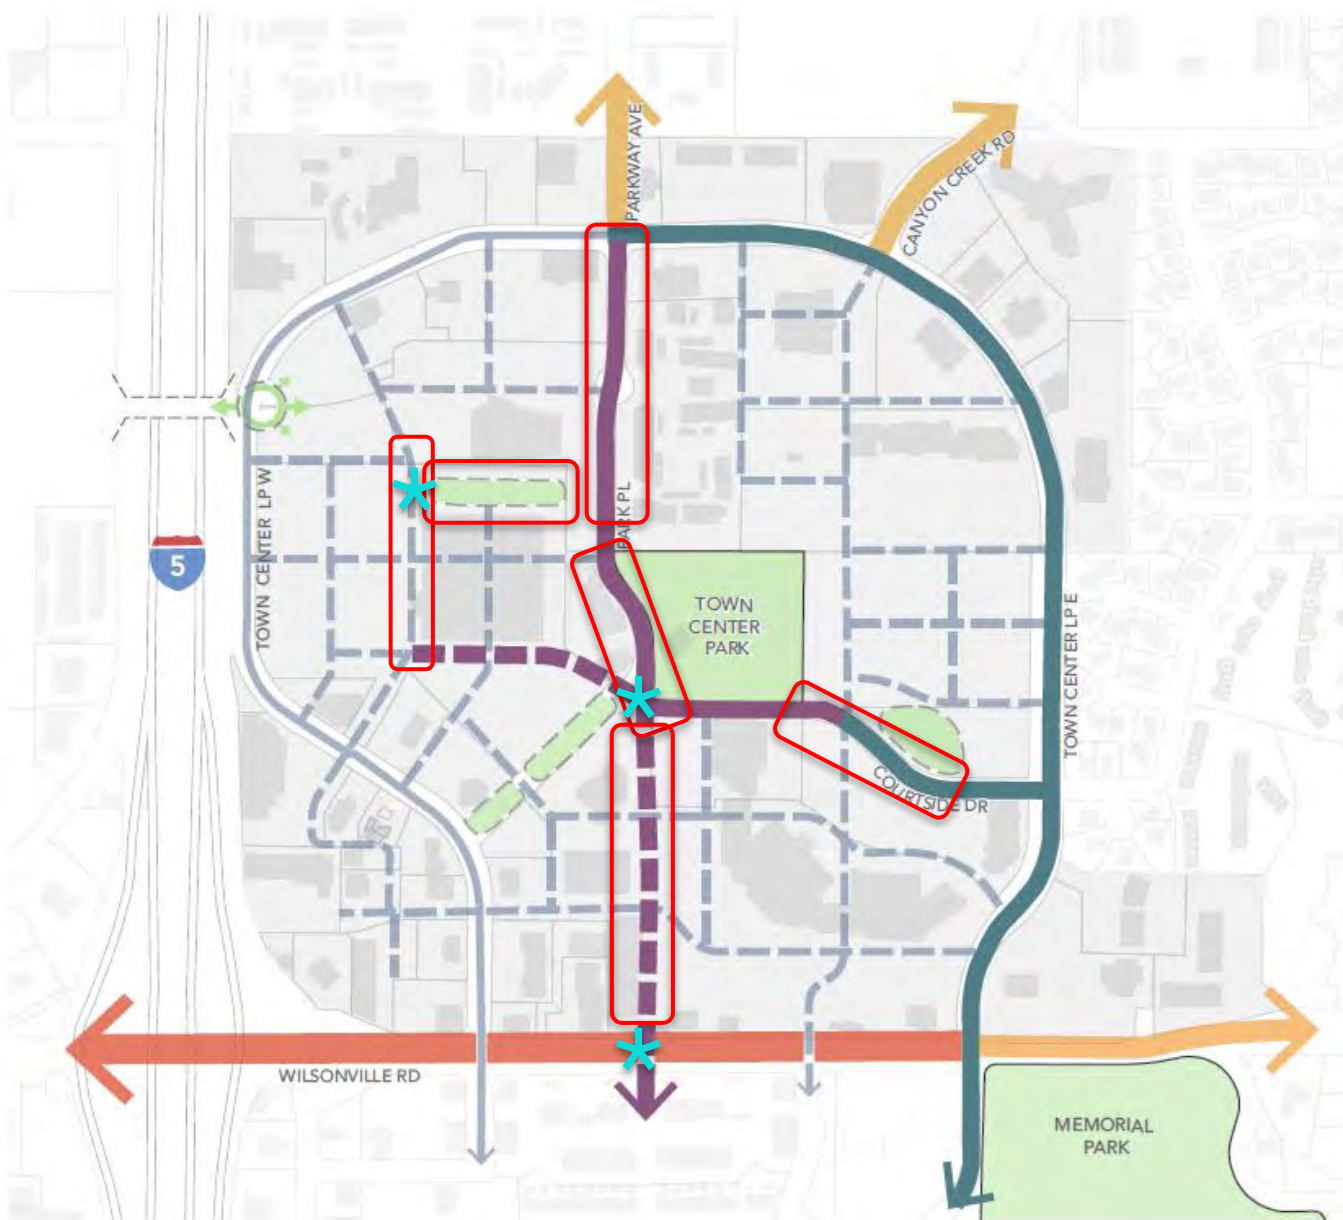 PARKWAY AVE
CANYON CREEK RD
TOWN CENTER LP W
PARK PL
5
TOWN
CENTER
PARK
TOWN CENTER LP E
COURTSIDE DR
WILSONVILLE RD
MEMORIAL
PARK